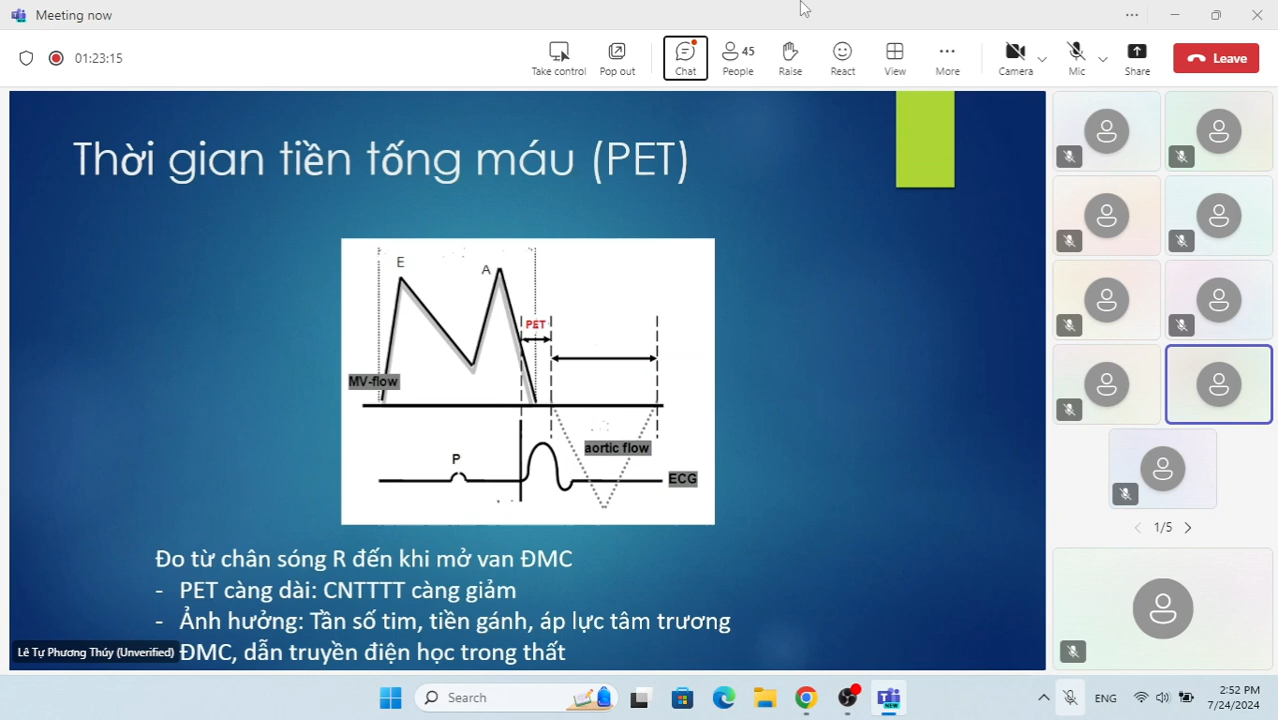 Meeting now
01:23:15
Take control
Pop out
Chat
45
People
Raise
React
View
More
Camera
Mic
Share
Leave
Thời gian tiền tống máu (PET)
E
A
PET
MV-flow
aortic flow
P
ECG
Đo từ chân sóng R đến khi mở van ĐMC
- PET càng dài: CNTTTT càng giảm
- Ảnh hưởng: Tần số tim, tiền gánh, áp lực tâm trương
ĐMC, dẫn truyền điện học trong thất
Lê Tự Phương Thúy (Unverified)
1/5
Search
NEW
ENG
2:52 PM
7/24/2024